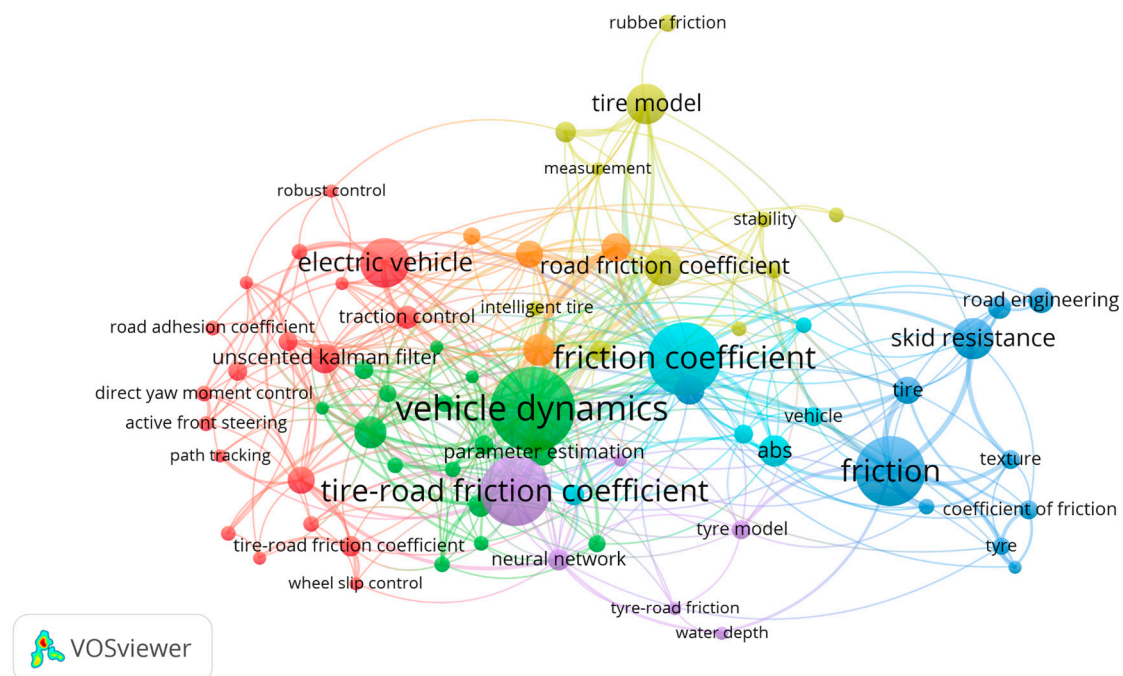 rubber friction
tire model
measurement
robust control
stability
electric vehicle
road friction coefficient
road engineering
intelligent tire
traction control
road adhesion coefficient
skid resistance
unscented kalman filter
friction coefficient
direct yaw moment control
tire
vehicle dynamics
vehicle
active front steering
parameter estimation
abs
path tracking
texture
friction
tire-road friction coefficient
coefficient of friction
tyre model
tire-road friction coefficient
tyre
neural network
wheel slip control
tyre-road friction
water depth
VOSviewer